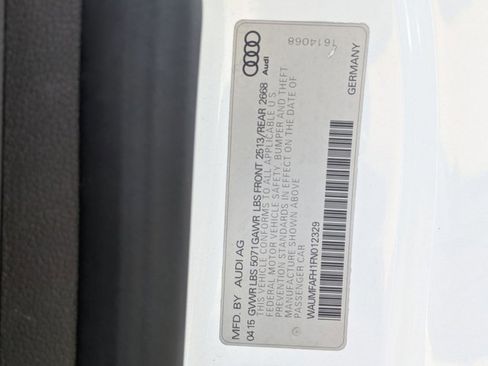 MFD. BY AUDI AG
0415 GVWR LBS 5071 GAWR LBS FRONT 2513/REAR 2668
THIS VEHICLE CONFORMS TO ALL APPLICABLE U S
FEDERAL MOTOR VEHICLE SAFETY, BUMPER AND THEFT
PREVENTION STANDARDS IN EFFECT ON THE DATE OF
MANUFACTURE SHOWN ABOVE
PASSENGER CAR
WAUMFAFH1FN012329
Audi
1614068
GERMANY